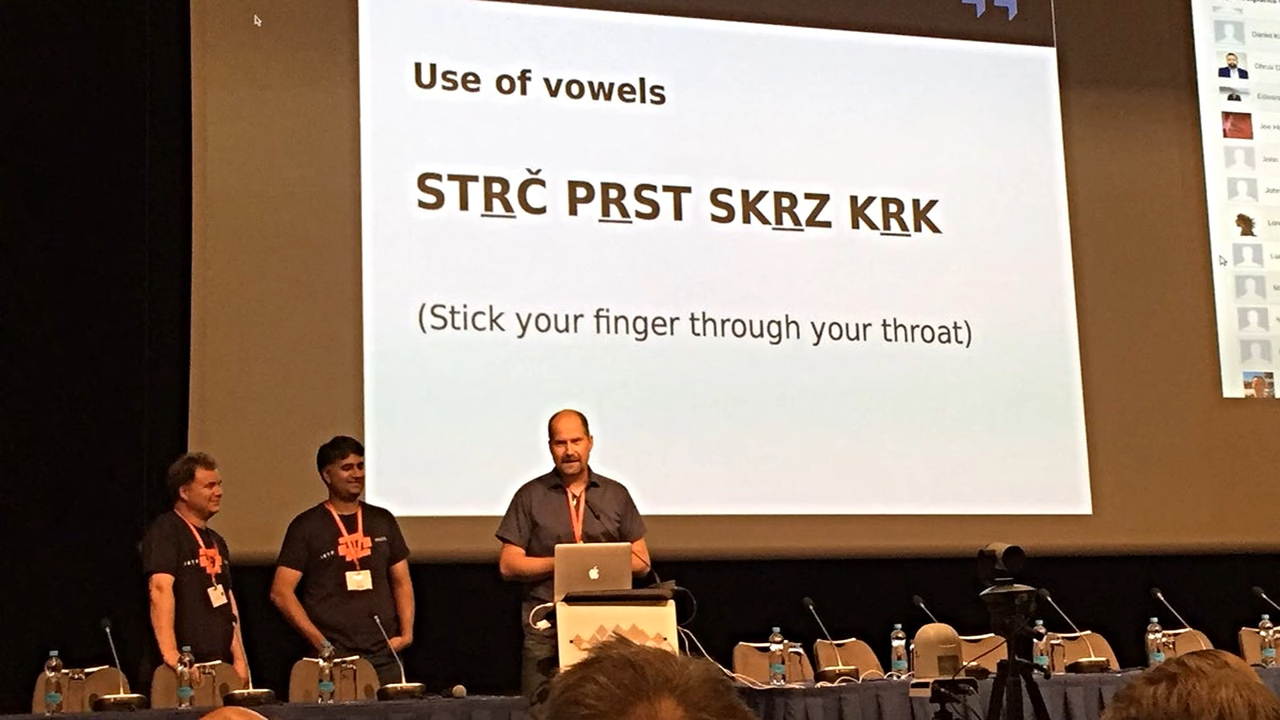 Use of vowels
STRČ PRST SKRZ KRK
(Stick your finger through your throat)